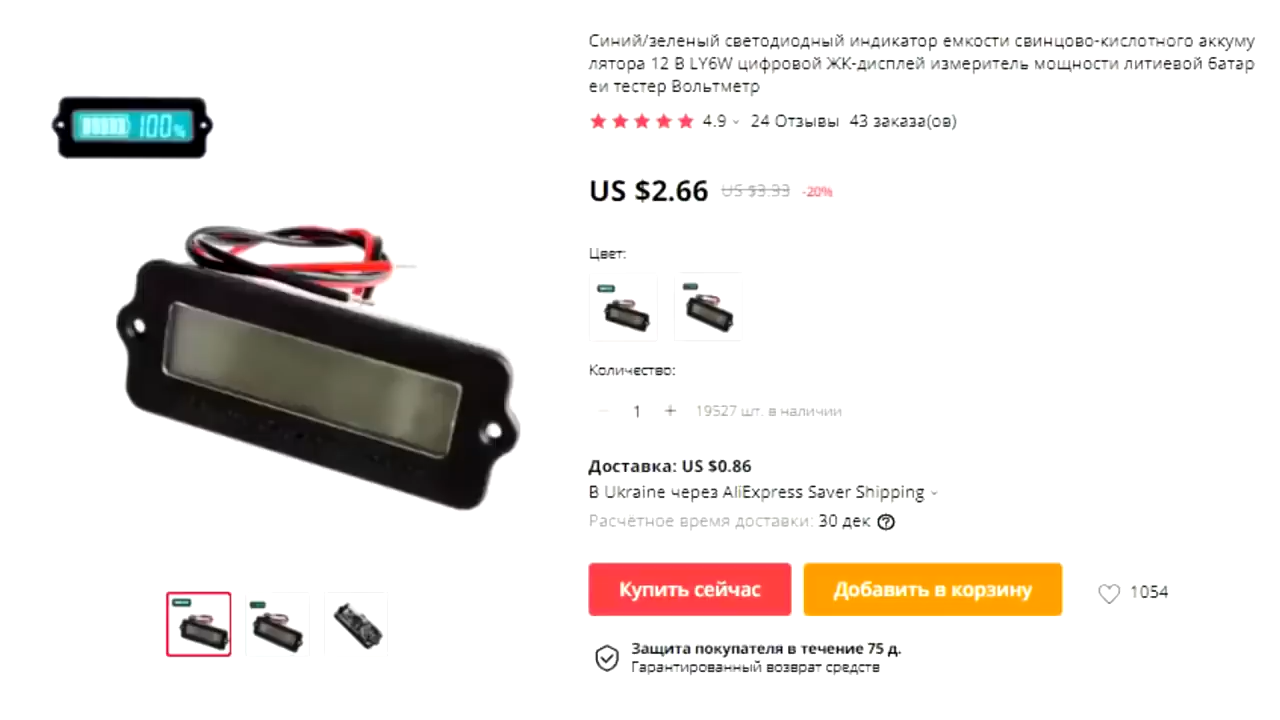 Синий/зеленый светодиодный индикатор емкости свинцово-кислотного аккуму
лятора 12 В LY6W цифровой ЖК-дисплей измеритель мощности литиевой батар
еи тестер Вольтметр
4.9 24 Отзывы 43 заказа(ов)
100%
US $2.66 US $3.33 -20%
Цвет:
Количество:
− 1 + 19527 шт. в наличии
Доставка: US $0.86
В Ukraine через AliExpress Saver Shipping
Расчётное время доставки: 30 дек ?
Купить сейчас
Добавить в корзину
1054
Защита покупателя в течение 75 д.
Гарантированный возврат средств